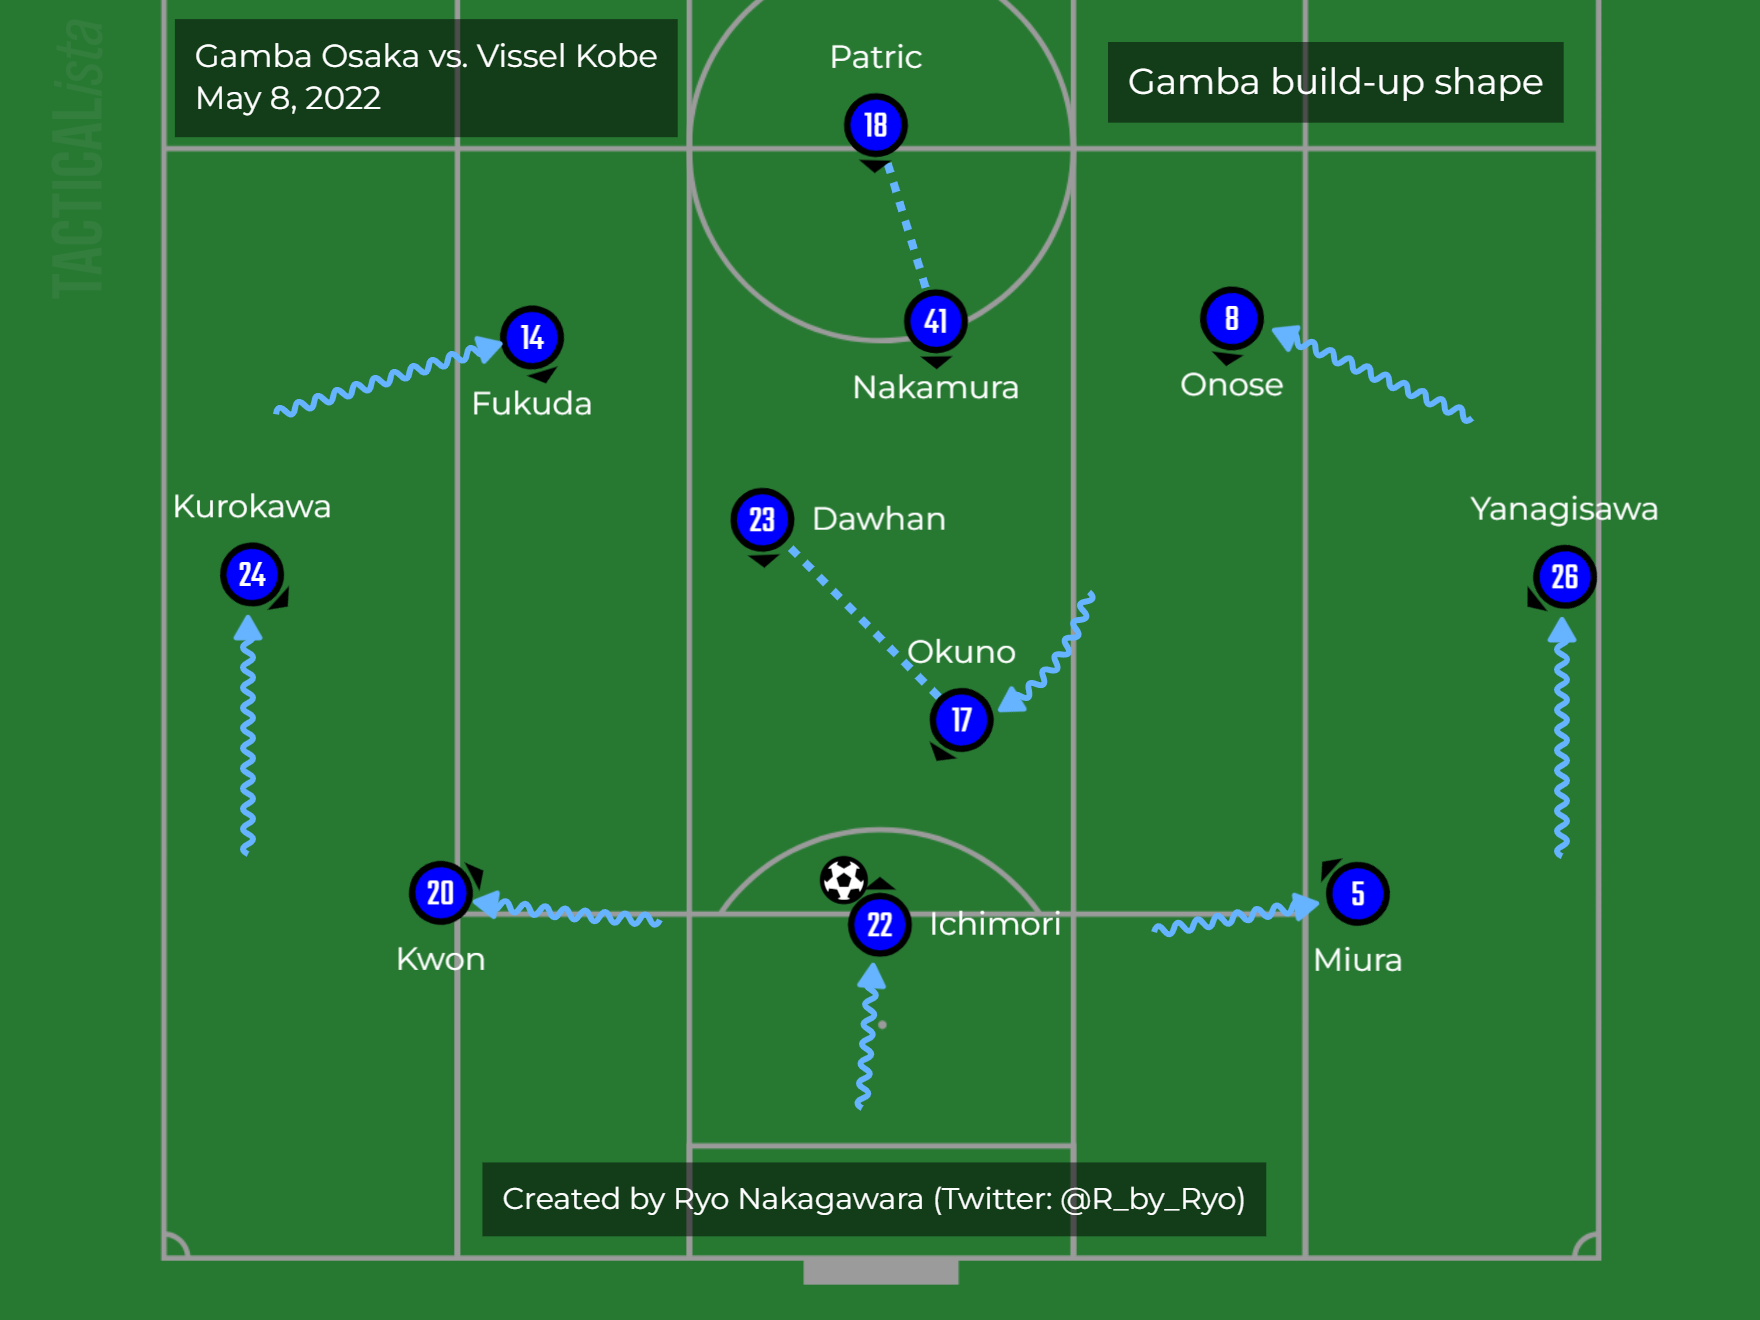 TACTICALista
Gamba Osaka vs. Vissel Kobe
May 8, 2022
Gamba build-up shape
Patric
18
14
Fukuda
41
Nakamura
8
Onose
Kurokawa
24
23
Dawhan
Yanagisawa
26
Okuno
17
20
Kwon
22
Ichimori
5
Miura
Created by Ryo Nakagawara (Twitter: @R_by_Ryo)